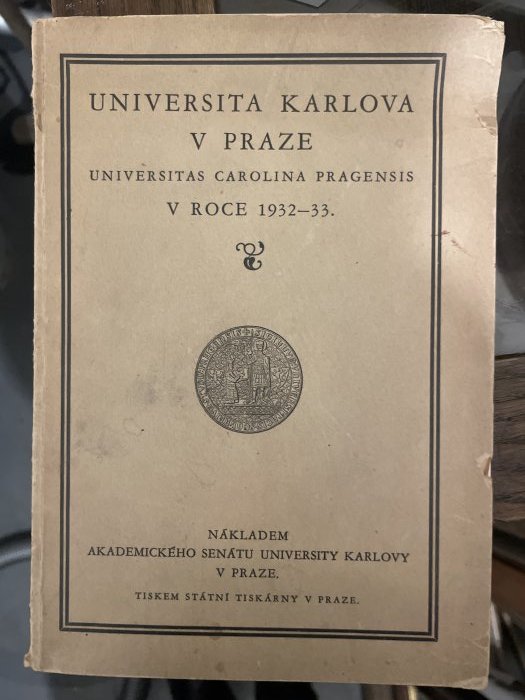 UNIVERSITA KARLOVA
V PRAZE
UNIVERSITAS CAROLINA PRAGENSIS
V ROCE 1932–33.
NÁKLADEM
AKADEMICKÉHO SENÁTU UNIVERSITY KARLOVY
V PRAZE.
TISKEM STÁTNÍ TISKÁRNY V PRAZE.